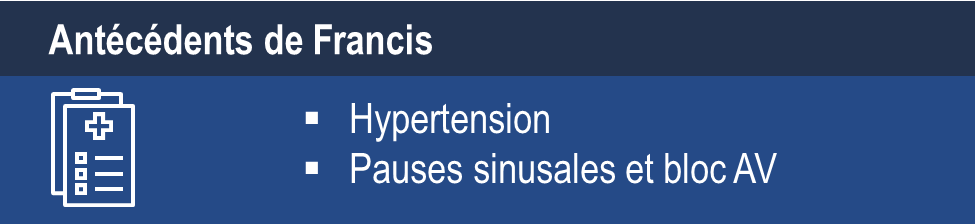 Antécédents de Francis
▪ Hypertension
▪ Pauses sinusales et bloc AV